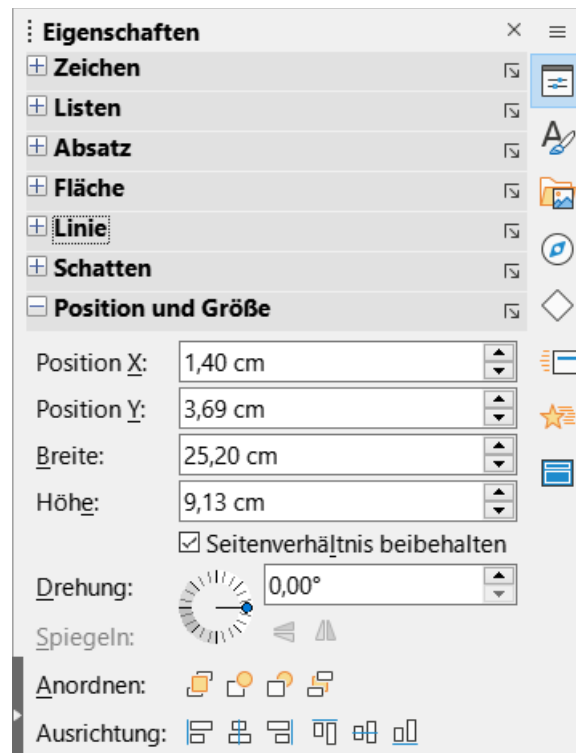 Eigenschaften
Zeichen
Listen
Absatz
Fläche
Linie
Schatten
Position und Größe
Position X: 1,40 cm
Position Y: 3,69 cm
Breite: 25,20 cm
Höhe: 9,13 cm
Seitenverhältnis beibehalten
Drehung: 0,00°
Spiegeln:
Anordnen:
Ausrichtung: